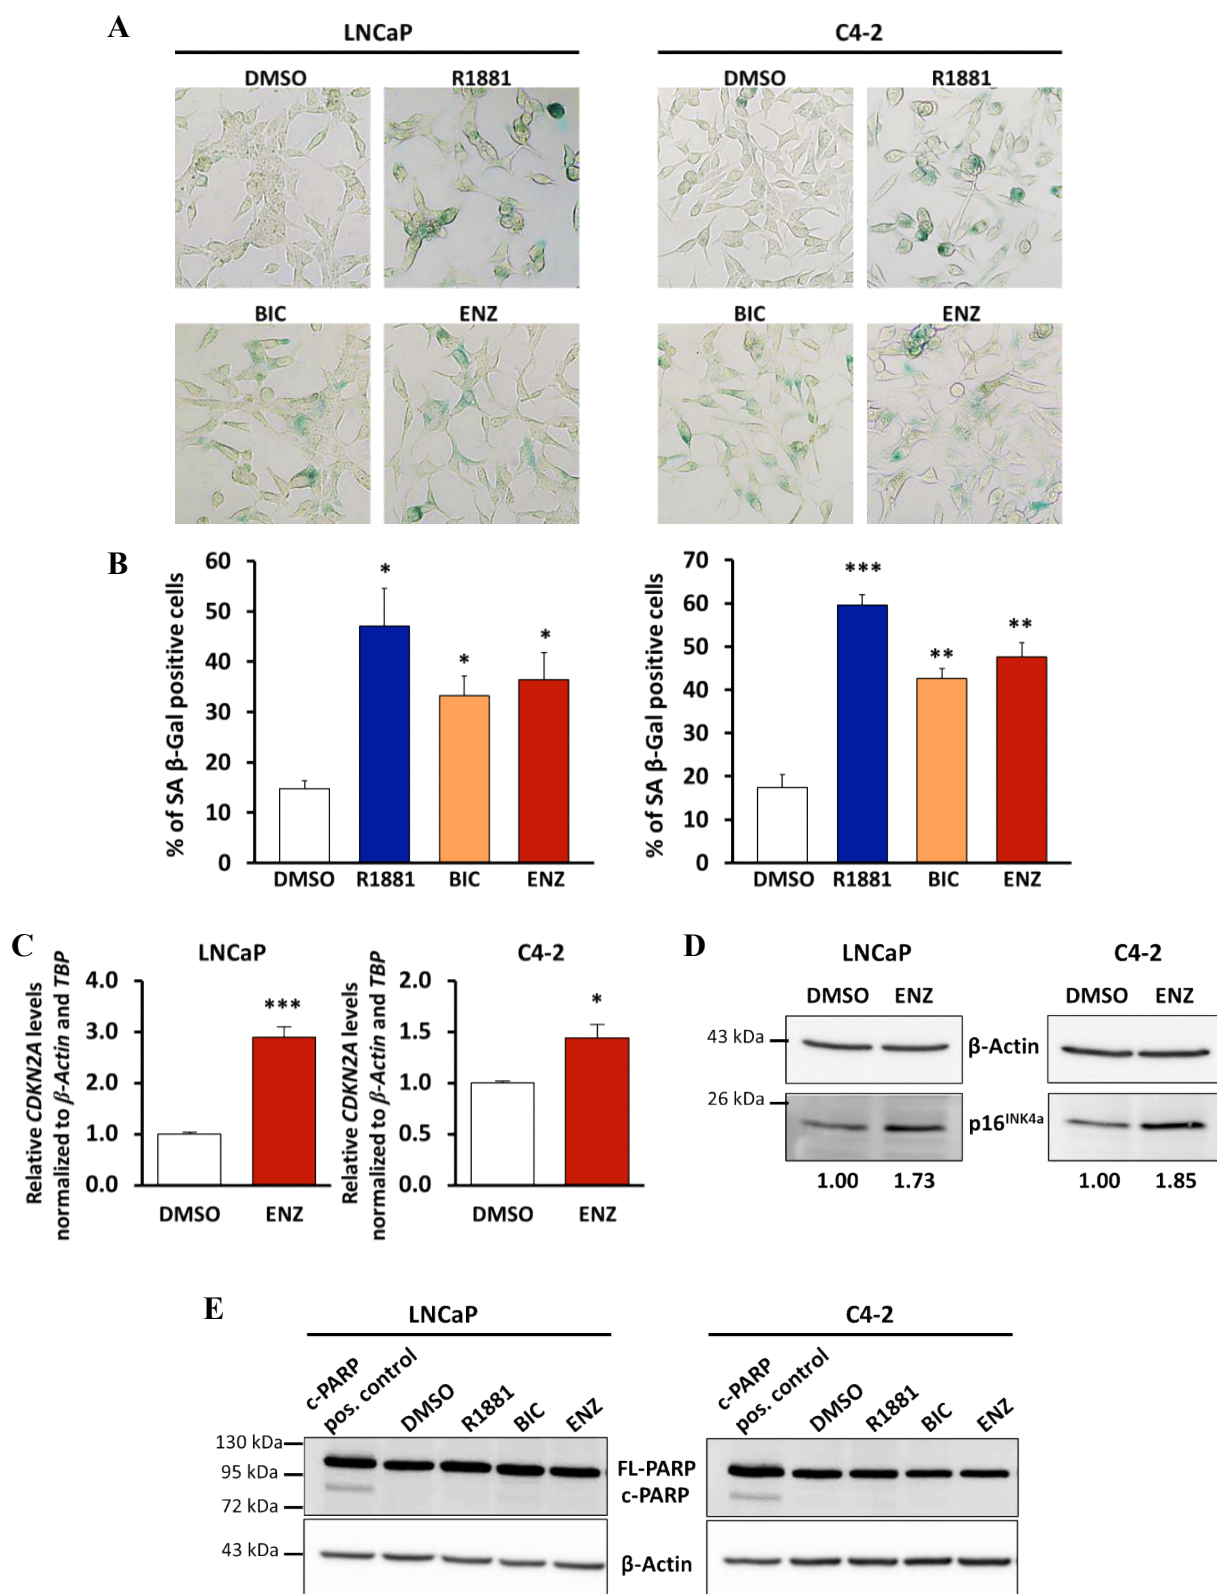 A
LNCaP
C4-2
DMSO
R1881
DMSO
R1881
BIC
ENZ
BIC
ENZ
B
% of SA β-Gal positive cells
60
50
40
30
20
10
0
*
*
*
DMSO
R1881
BIC
ENZ
% of SA β-Gal positive cells
70
60
50
40
30
20
10
0
***
**
**
DMSO
R1881
BIC
ENZ
C
LNCaP
Relative CDKN2A levels
normalized to β-Actin and TBP
4.0
3.0
2.0
1.0
0.0
***
DMSO
ENZ
C4-2
Relative CDKN2A levels
normalized to β-Actin and TBP
2.0
1.5
1.0
0.5
0.0
*
DMSO
ENZ
D
LNCaP
C4-2
DMSO
ENZ
DMSO
ENZ
43 kDa
β-Actin
26 kDa
p16INK4a
1.00
1.73
1.00
1.85
E
LNCaP
C4-2
c-PARP
pos. control
DMSO
R1881
BIC
ENZ
c-PARP
pos. control
DMSO
R1881
BIC
ENZ
130 kDa
95 kDa
72 kDa
43 kDa
FL-PARP
c-PARP
β-Actin